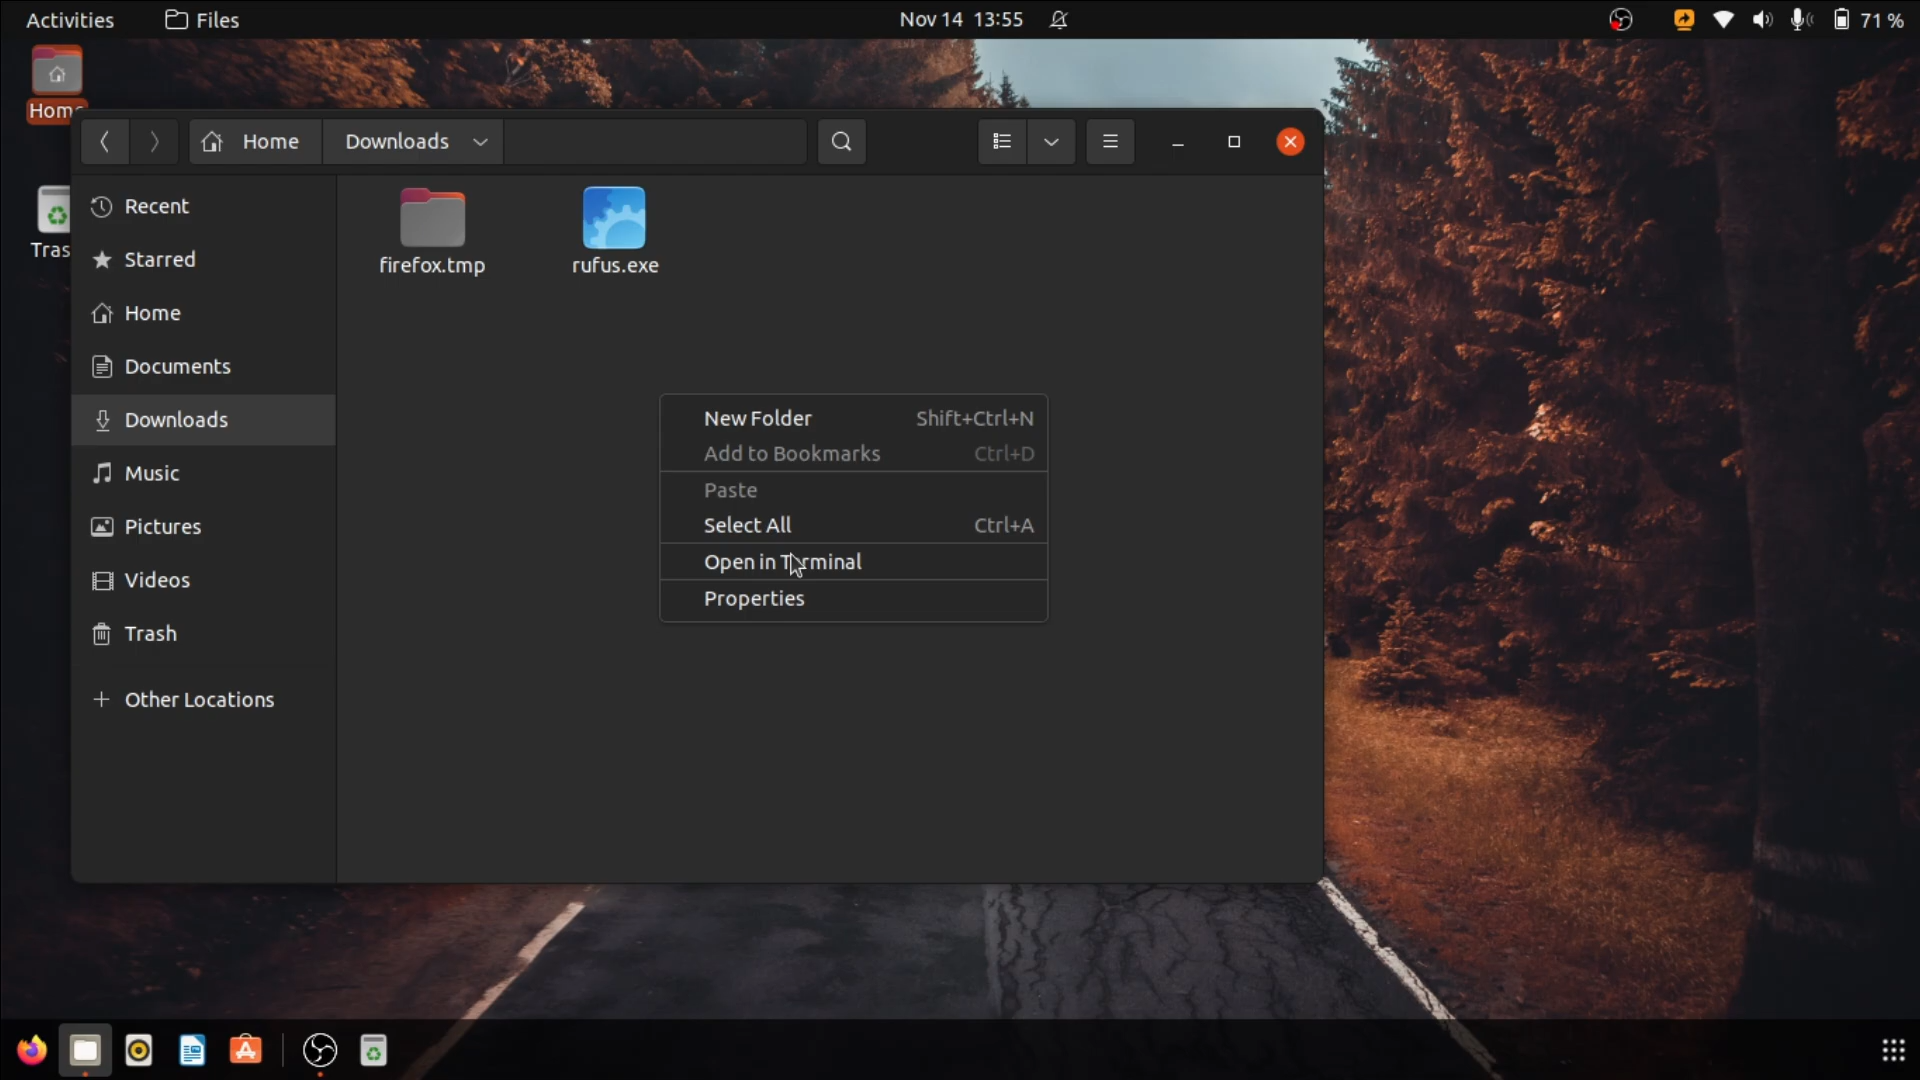 Activities Files Nov 14 13:55 71 %
Home
Home Downloads
Trash
Recent
Starred
Home
Documents
Downloads
Music
Pictures
Videos
Trash
Other Locations
firefox.tmp rufus.exe
New Folder Shift+Ctrl+N
Add to Bookmarks Ctrl+D
Paste
Select All Ctrl+A
Open in Terminal
Properties